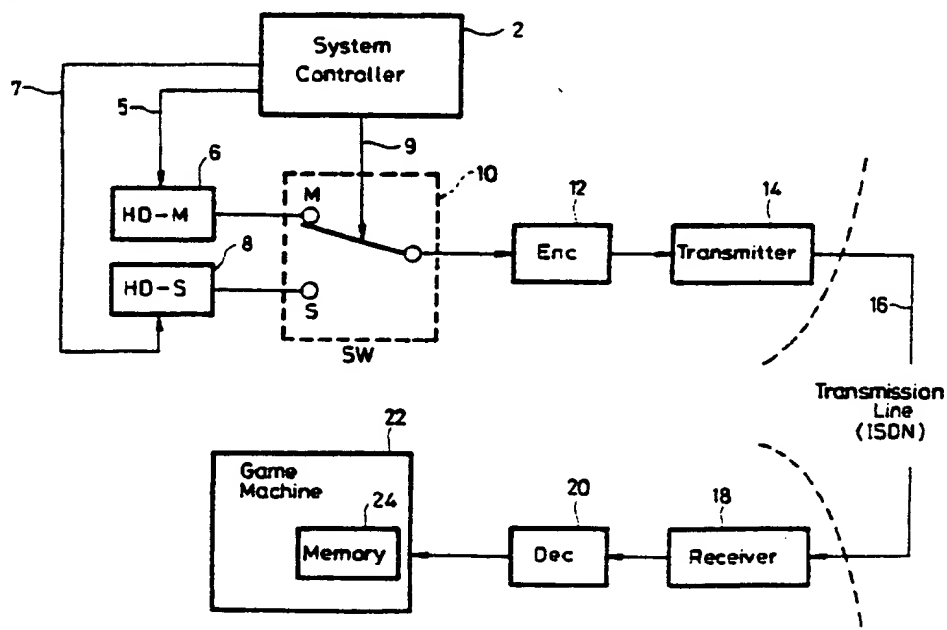 System
Controller
2
7
5
9
6
HD-M
8
HD-S
M
S
SW
10
12
Enc
14
Transmitter
16
Transmission
Line
(ISDN)
22
Game
Machine
24
Memory
20
Dec
18
Receiver